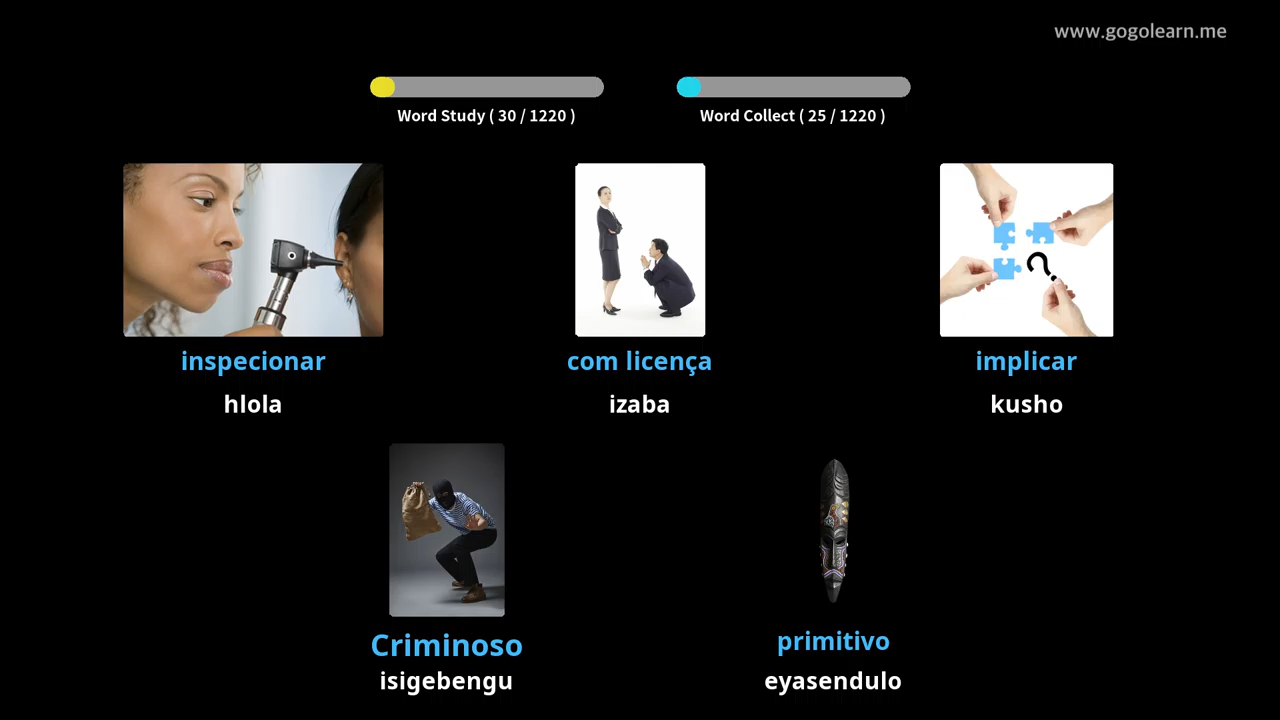 www.gogolearn.me
Word Study ( 30 / 1220 )
Word Collect ( 25 / 1220 )
inspecionar
hlola
com licença
izaba
implicar
kusho
Criminoso
isigebengu
primitivo
eyasendulo